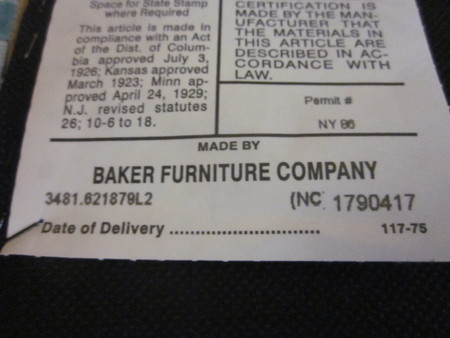 Space for State Stamp
where Required
This article is made in
compliance with an Act
of the Dist. of Colum-
bia approved July 3,
1926; Kansas approved
March 1923; Minn ap-
proved April 24, 1929;
N.J. revised statutes
26; 10-6 to 18.
CERTIFICATION IS
MADE BY THE MAN-
UFACTURER THAT
THE MATERIALS IN
THIS ARTICLE ARE
DESCRIBED IN AC-
CORDANCE WITH
LAW.
Permit #
NY 86
MADE BY
BAKER FURNITURE COMPANY
3481.621879L2
(NC 1790417
Date of Delivery ..............................
117-75